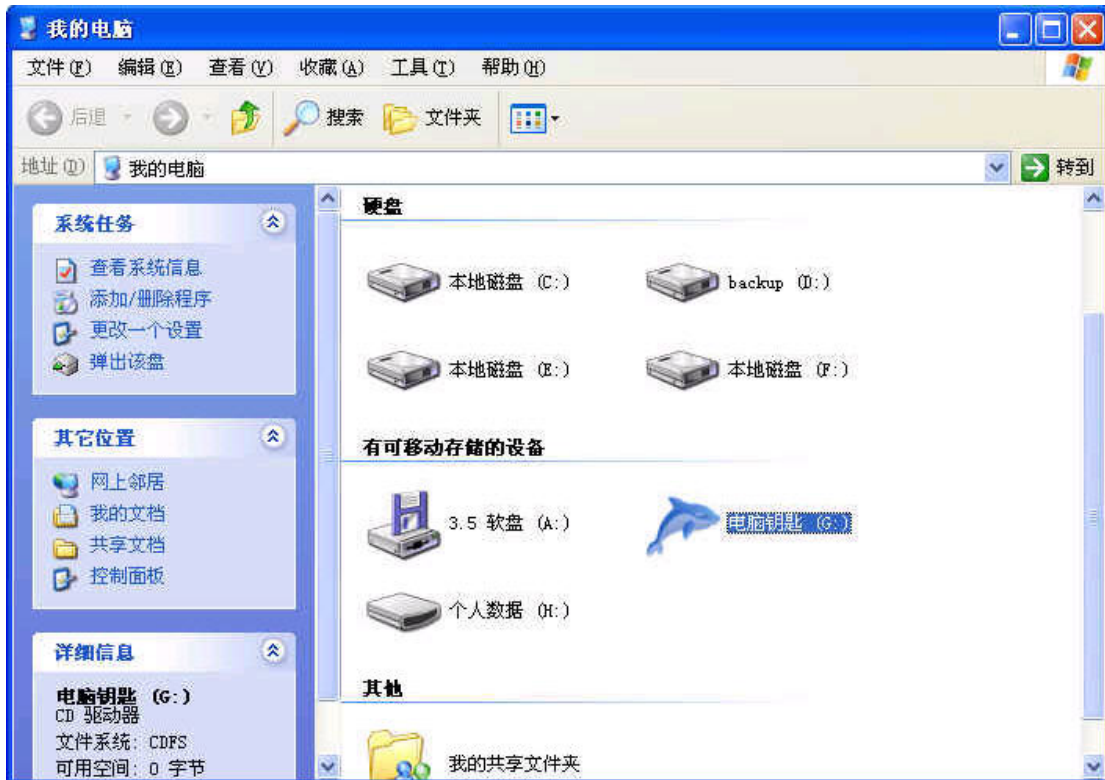 我的电脑
文件(F) 编辑(E) 查看(V) 收藏(A) 工具(T) 帮助(H)
后退 搜索 文件夹
地址(D) 我的电脑 转到
系统任务
查看系统信息
添加/删除程序
更改一个设置
弹出该盘
其它位置
网上邻居
我的文档
共享文档
控制面板
详细信息
电脑钥匙 (G:)
CD 驱动器
文件系统: CDFS
可用空间: 0 字节
硬盘
本地磁盘 (C:) backup (D:)
本地磁盘 (E:) 本地磁盘 (F:)
有可移动存储的设备
3.5 软盘 (A:) 电脑钥匙 (G:)
个人数据 (H:)
其他
我的共享文件夹